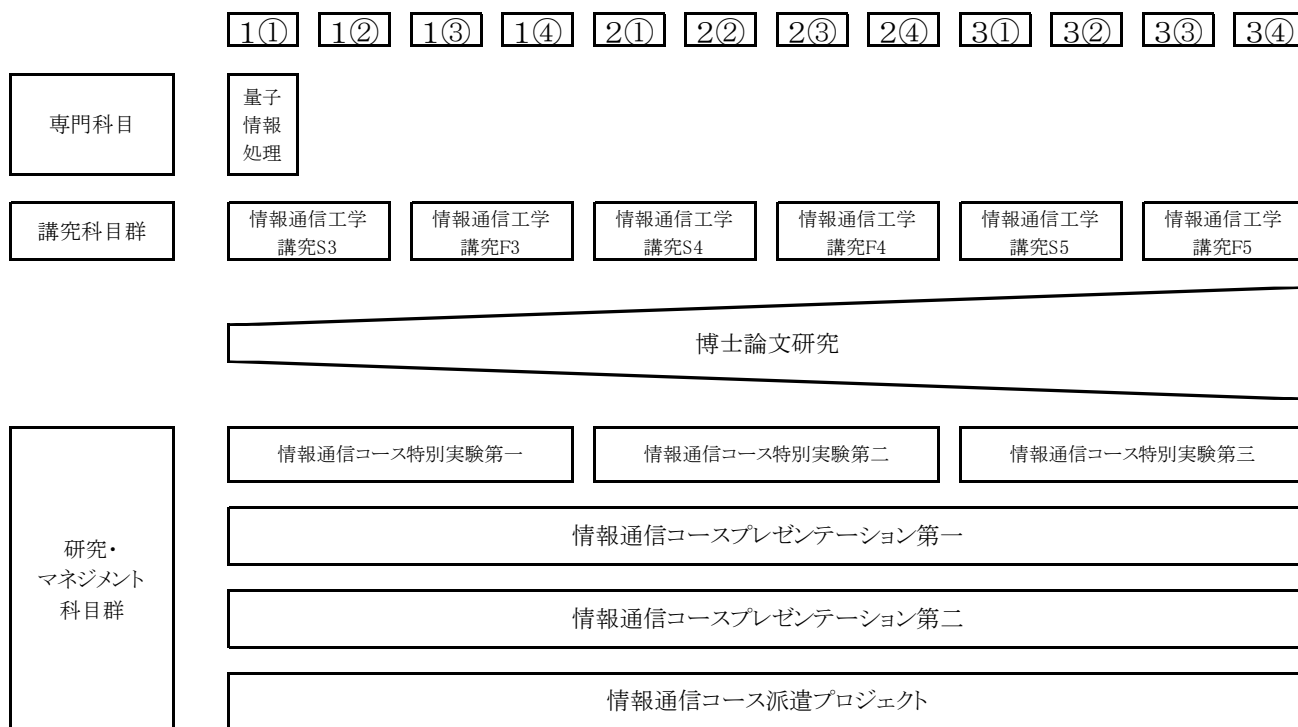 1① 1② 1③ 1④ 2① 2② 2③ 2④ 3① 3② 3③ 3④
専門科目
量子
情報
処理
講究科目群
情報通信工学
講究S3
情報通信工学
講究F3
情報通信工学
講究S4
情報通信工学
講究F4
情報通信工学
講究S5
情報通信工学
講究F5
博士論文研究
研究・
マネジメント
科目群
情報通信コース特別実験第一
情報通信コース特別実験第二
情報通信コース特別実験第三
情報通信コースプレゼンテーション第一
情報通信コースプレゼンテーション第二
情報通信コース派遣プロジェクト